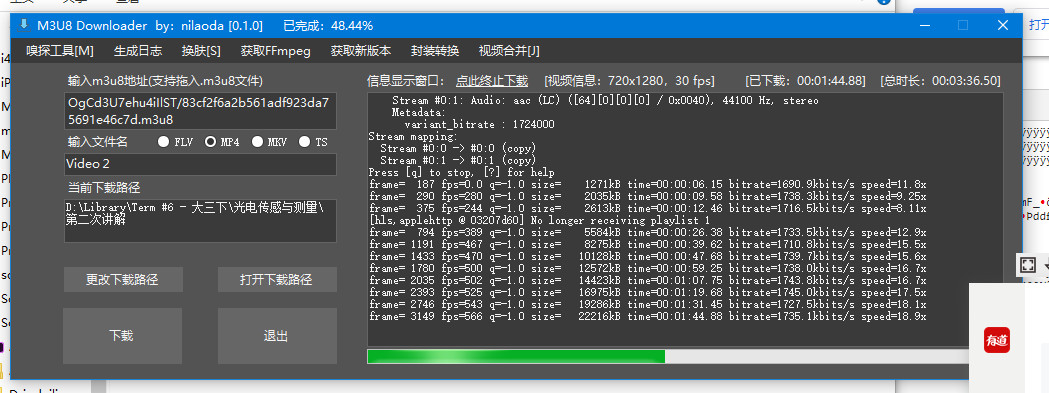 M3U8 Downloader  by：nilaoda [0.1.0]    已完成：48.44%
嗅探工具[M]  生成日志  换肤[S]  获取FFmpeg  获取新版本  封装转换  视频合并[J]
输入m3u8地址(支持拖入.m3u8文件)
OgCd3U7ehu4iIlST/83cf2f6a2b561adf923da7
5691e46c7d.m3u8
输入文件名  FLV  MP4  MKV  TS
Video 2
当前下载路径
D:\Library\Term #6 - 大三下\光电传感与测量\
第二次讲解
更改下载路径  打开下载路径
下载  退出
信息显示窗口：  点此终止下载  [视频信息：720x1280，30 fps]  [已下载：00:01:44.88]  [总时长：00:03:36.50]
Stream #0:1: Audio: aac (LC) ([64][0][0][0] / 0x0040), 44100 Hz, stereo
Metadata:
variant_bitrate : 1724000
Stream mapping:
Stream #0:0 -> #0:0 (copy)
Stream #0:1 -> #0:1 (copy)
Press [q] to stop, [?] for help
frame=  187 fps=0.0 q=-1.0 size=    1271kB time=00:00:06.15 bitrate=1690.9kbits/s speed=11.8x
frame=  290 fps=280 q=-1.0 size=    2035kB time=00:00:09.58 bitrate=1738.3kbits/s speed=9.25x
frame=  375 fps=244 q=-1.0 size=    2613kB time=00:00:12.46 bitrate=1716.5kbits/s speed=8.11x
[hls,applehttp @ 03207d60] No longer receiving playlist 1
frame=  794 fps=389 q=-1.0 size=    5584kB time=00:00:26.38 bitrate=1733.5kbits/s speed=12.9x
frame= 1191 fps=467 q=-1.0 size=    8275kB time=00:00:39.62 bitrate=1710.8kbits/s speed=15.5x
frame= 1433 fps=470 q=-1.0 size=   10128kB time=00:00:47.68 bitrate=1739.7kbits/s speed=15.6x
frame= 1780 fps=500 q=-1.0 size=   12572kB time=00:00:59.25 bitrate=1738.0kbits/s speed=16.7x
frame= 2035 fps=502 q=-1.0 size=   14423kB time=00:01:07.75 bitrate=1743.8kbits/s speed=16.7x
frame= 2393 fps=525 q=-1.0 size=   16975kB time=00:01:19.68 bitrate=1745.0kbits/s speed=17.5x
frame= 2746 fps=543 q=-1.0 size=   19286kB time=00:01:31.45 bitrate=1727.5kbits/s speed=18.1x
frame= 3149 fps=566 q=-1.0 size=   22216kB time=00:01:44.88 bitrate=1735.1kbits/s speed=18.9x
有道